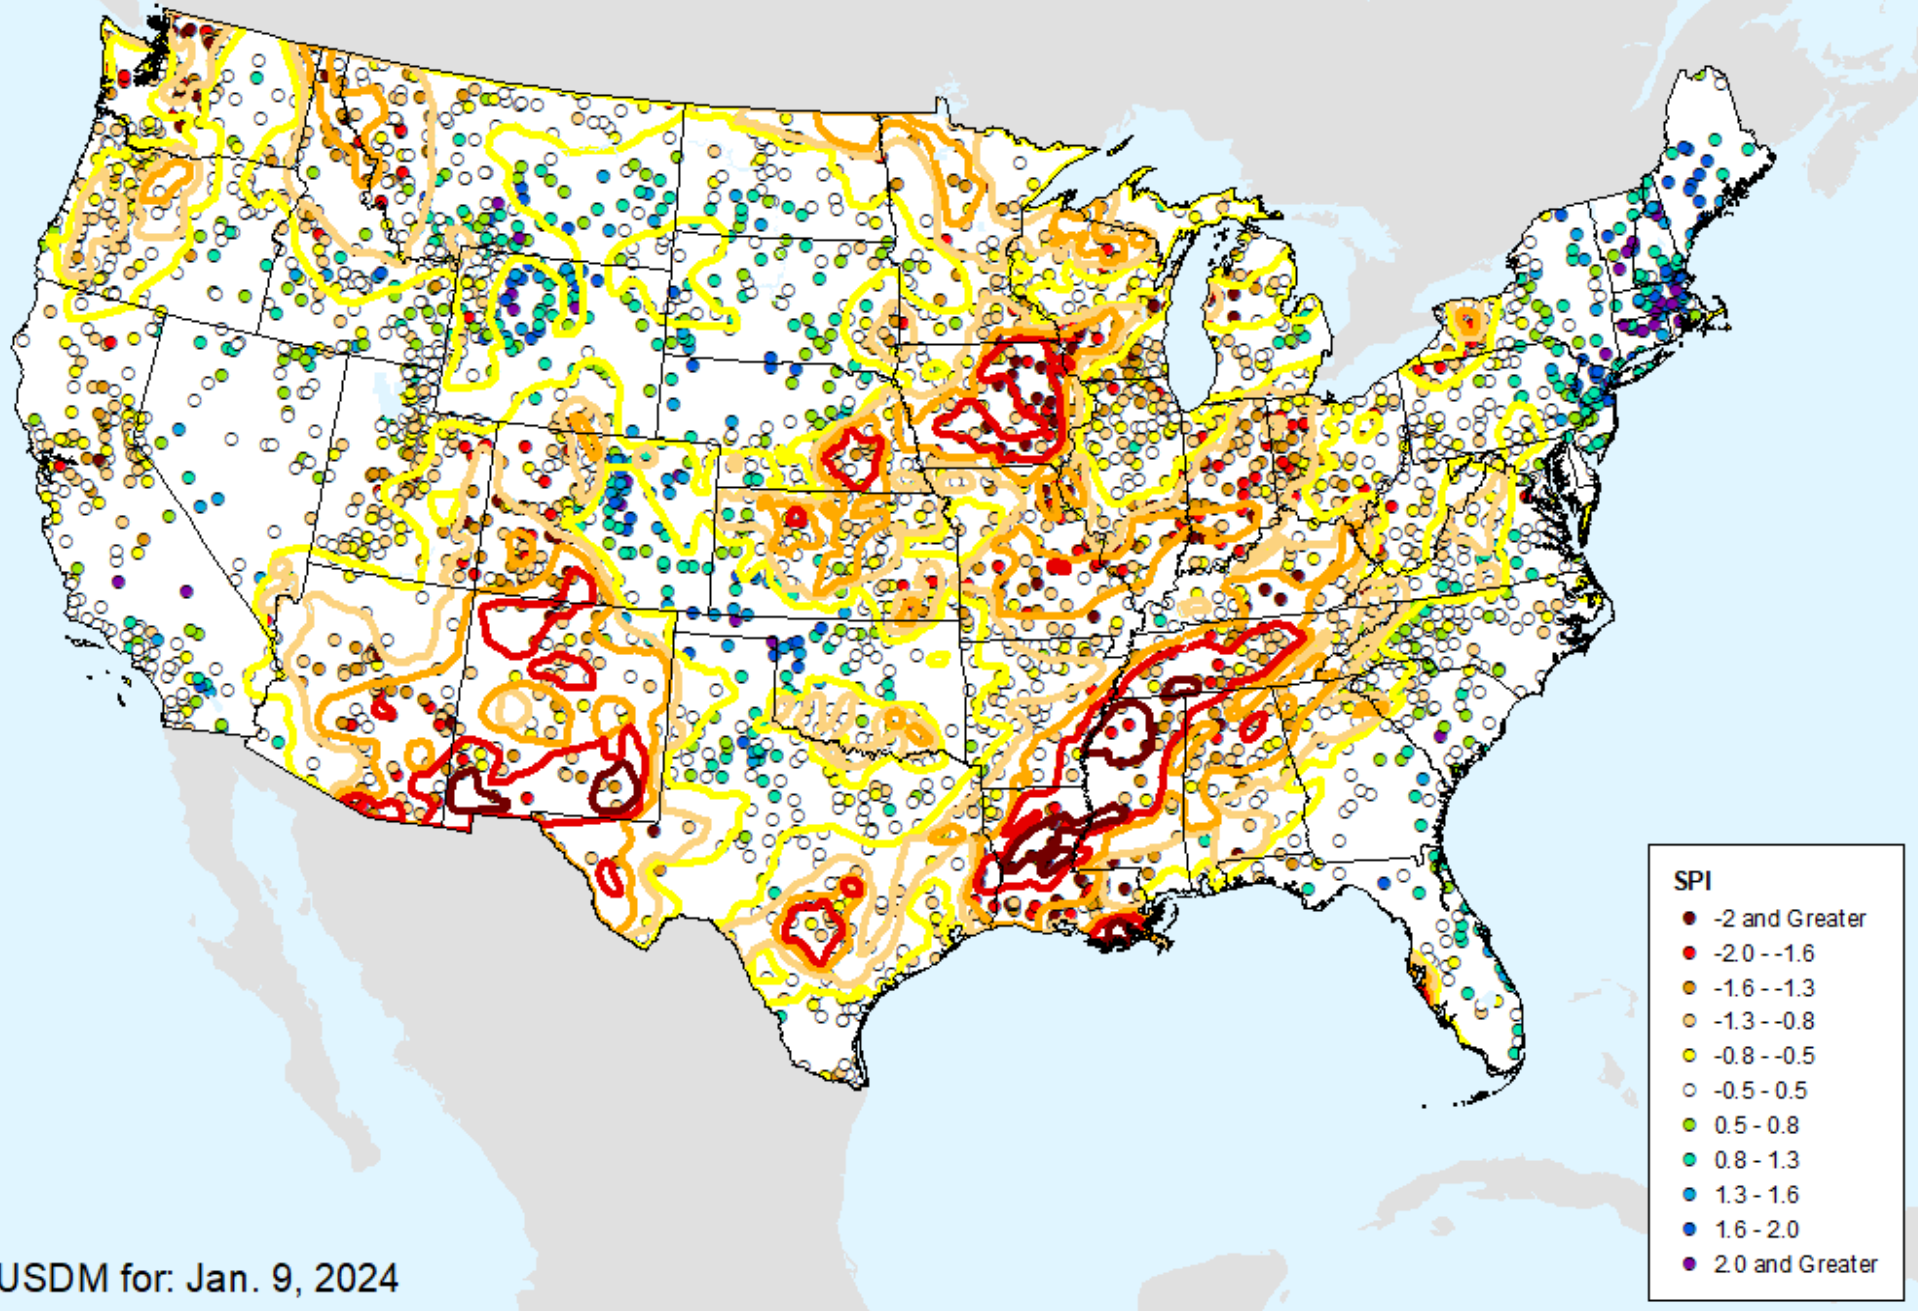 SPI
-2 and Greater
-2.0 - -1.6
-1.6 - -1.3
-1.3 - -0.8
-0.8 - -0.5
-0.5 - 0.5
0.5 - 0.8
0.8 - 1.3
1.3 - 1.6
1.6 - 2.0
2.0 and Greater
USDM for: Jan. 9, 2024